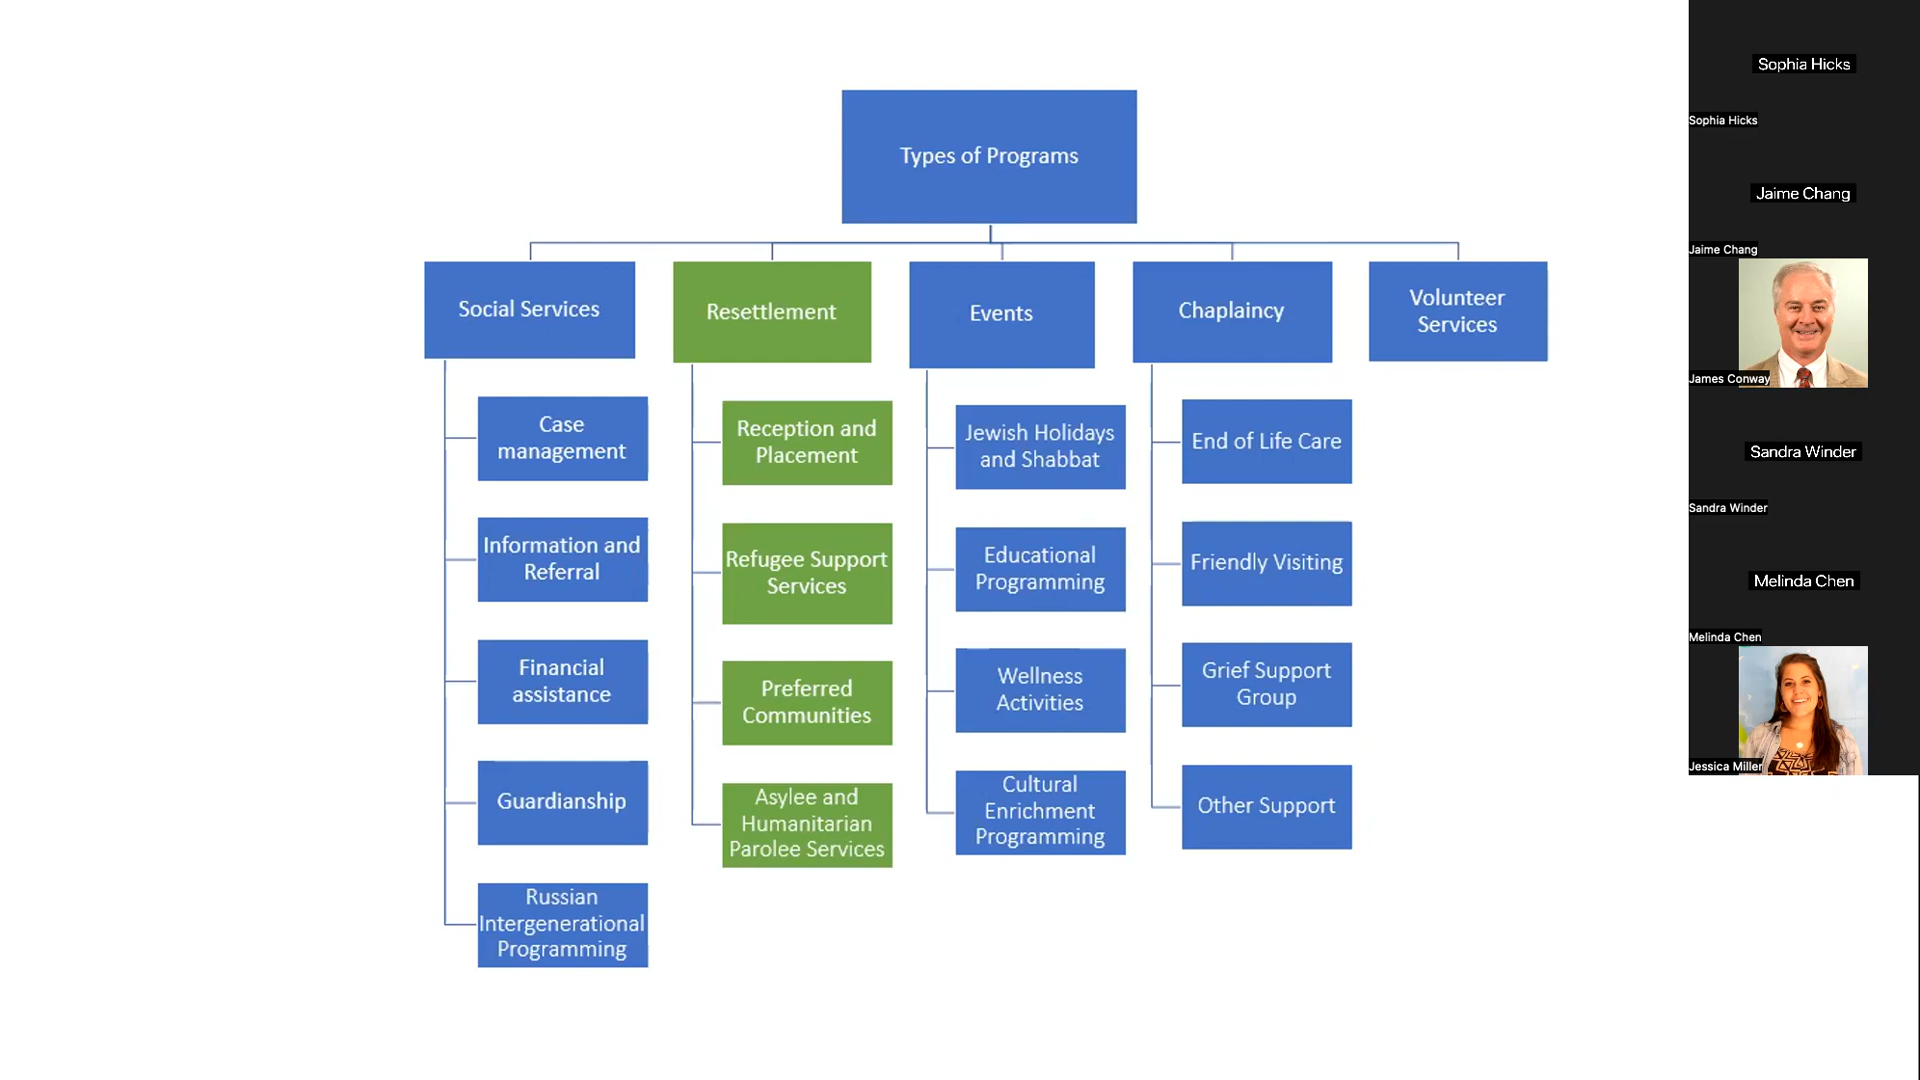 Types of Programs
Social Services
Case
management
Information and
Referral
Financial
assistance
Guardianship
Russian
Intergenerational
Programming
Resettlement
Reception and
Placement
Refugee Support
Services
Preferred
Communities
Asylee and
Humanitarian
Parolee Services
Events
Jewish Holidays
and Shabbat
Educational
Programming
Wellness
Activities
Cultural
Enrichment
Programming
Chaplaincy
End of Life Care
Friendly Visiting
Grief Support
Group
Other Support
Volunteer
Services
Sophia Hicks
Sophia Hicks
Jaime Chang
Jaime Chang
James Conway
Sandra Winder
Sandra Winder
Melinda Chen
Melinda Chen
Jessica Miller